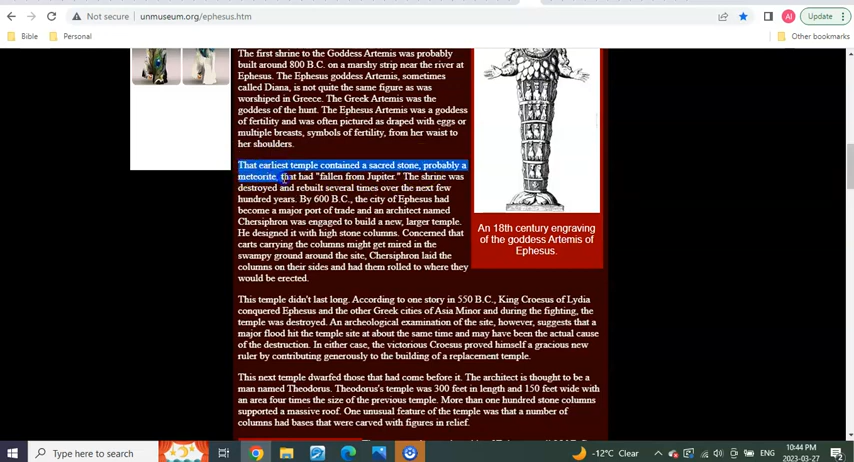 Not secure | unmuseum.org/ephesus.htm
AI
Update
Bible
Personal
Other bookmarks
The first shrine to the Goddess Artemis was probably
built around 800 B.C. on a marshy strip near the river at
Ephesus. The Ephesus goddess Artemis, sometimes
called Diana, is not quite the same figure as was
worshiped in Greece. The Greek Artemis was the
goddess of the hunt. The Ephesus Artemis was a goddess
of fertility and was often pictured as draped with eggs or
multiple breasts, symbols of fertility, from her waist to
her shoulders.
That earliest temple contained a sacred stone, probably a
meteorite, that had "fallen from Jupiter." The shrine was
destroyed and rebuilt several times over the next few
hundred years. By 600 B.C., the city of Ephesus had
become a major port of trade and an architect named
Chersiphron was engaged to build a new, larger temple.
He designed it with high stone columns. Concerned that
carts carrying the columns might get mired in the
swampy ground around the site, Chersiphron laid the
columns on their sides and had them rolled to where they
would be erected.
An 18th century engraving
of the goddess Artemis of
Ephesus.
This temple didn't last long. According to one story in 550 B.C., King Croesus of Lydia
conquered Ephesus and the other Greek cities of Asia Minor and during the fighting, the
temple was destroyed. An archeological examination of the site, however, suggests that a
major flood hit the temple site at about the same time and may have been the actual cause
of the destruction. In either case, the victorious Croesus proved himself a gracious new
ruler by contributing generously to the building of a replacement temple.
This next temple dwarfed those that had come before it. The architect is thought to be a
man named Theodorus. Theodorus's temple was 300 feet in length and 150 feet wide with
an area four times the size of the previous temple. More than one hundred stone columns
supported a massive roof. One unusual feature of the temple was that a number of
columns had bases that were carved with figures in relief.
Type here to search
-12°C Clear
ENG
10:44 PM
2023-03-27
2